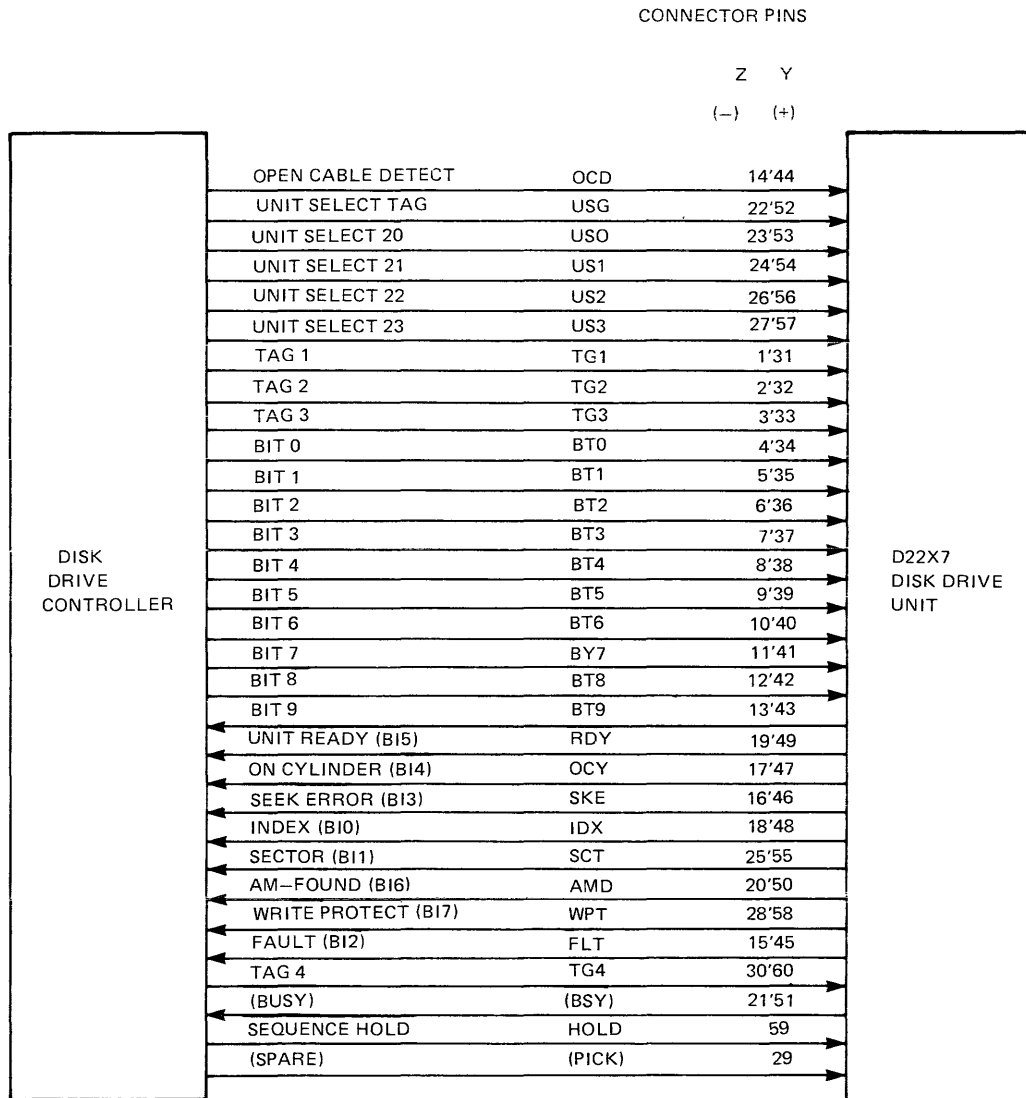 CONNECTOR PINS
Z Y
(−) (+)
OPEN CABLE DETECT OCD 14'44
UNIT SELECT TAG USG 22'52
UNIT SELECT 20 USO 23'53
UNIT SELECT 21 US1 24'54
UNIT SELECT 22 US2 26'56
UNIT SELECT 23 US3 27'57
TAG 1 TG1 1'31
TAG 2 TG2 2'32
TAG 3 TG3 3'33
BIT 0 BT0 4'34
BIT 1 BT1 5'35
BIT 2 BT2 6'36
BIT 3 BT3 7'37
BIT 4 BT4 8'38
BIT 5 BT5 9'39
BIT 6 BT6 10'40
BIT 7 BY7 11'41
BIT 8 BT8 12'42
BIT 9 BT9 13'43
UNIT READY (BI5) RDY 19'49
ON CYLINDER (BI4) OCY 17'47
SEEK ERROR (BI3) SKE 16'46
INDEX (BI0) IDX 18'48
SECTOR (BI1) SCT 25'55
AM−FOUND (BI6) AMD 20'50
WRITE PROTECT (BI7) WPT 28'58
FAULT (BI2) FLT 15'45
TAG 4 TG4 30'60
(BUSY) (BSY) 21'51
SEQUENCE HOLD HOLD 59
(SPARE) (PICK) 29
DISK
DRIVE
CONTROLLER
D22X7
DISK DRIVE
UNIT